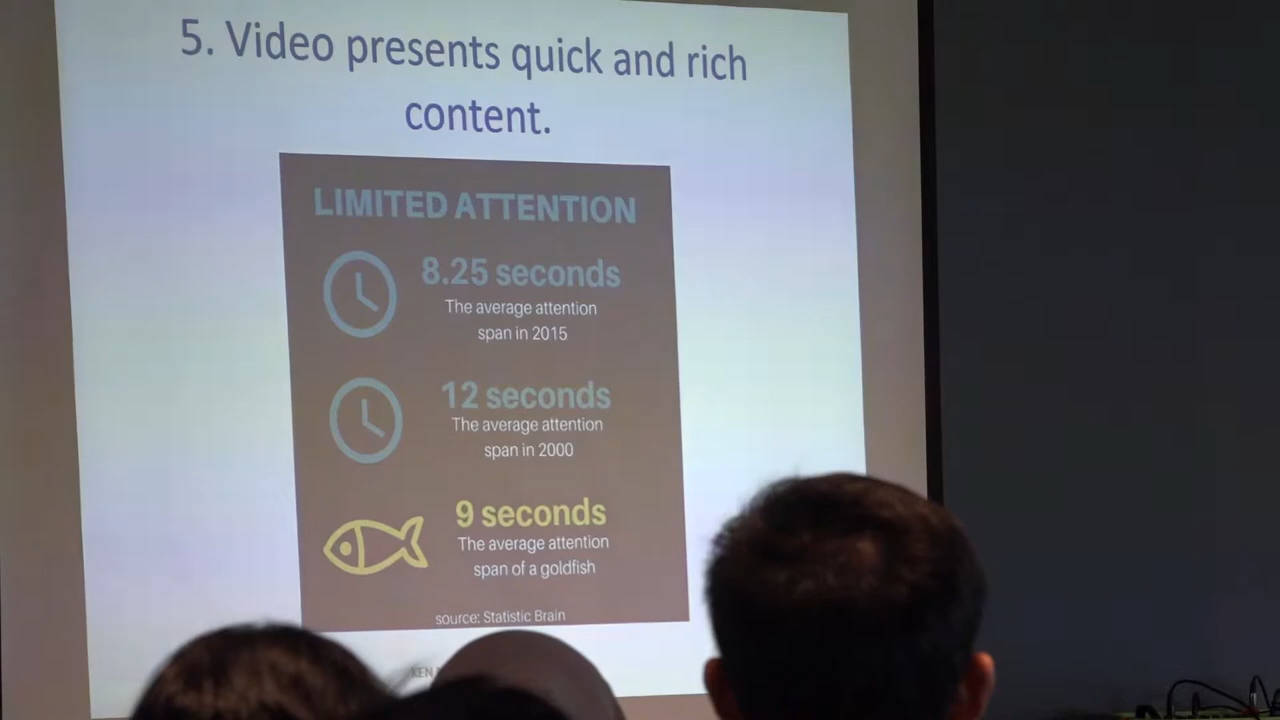 5. Video presents quick and rich
content.
LIMITED ATTENTION
8.25 seconds
The average attention
span in 2015
12 seconds
The average attention
span in 2000
9 seconds
The average attention
span of a goldfish
source: Statistic Brain
KEN